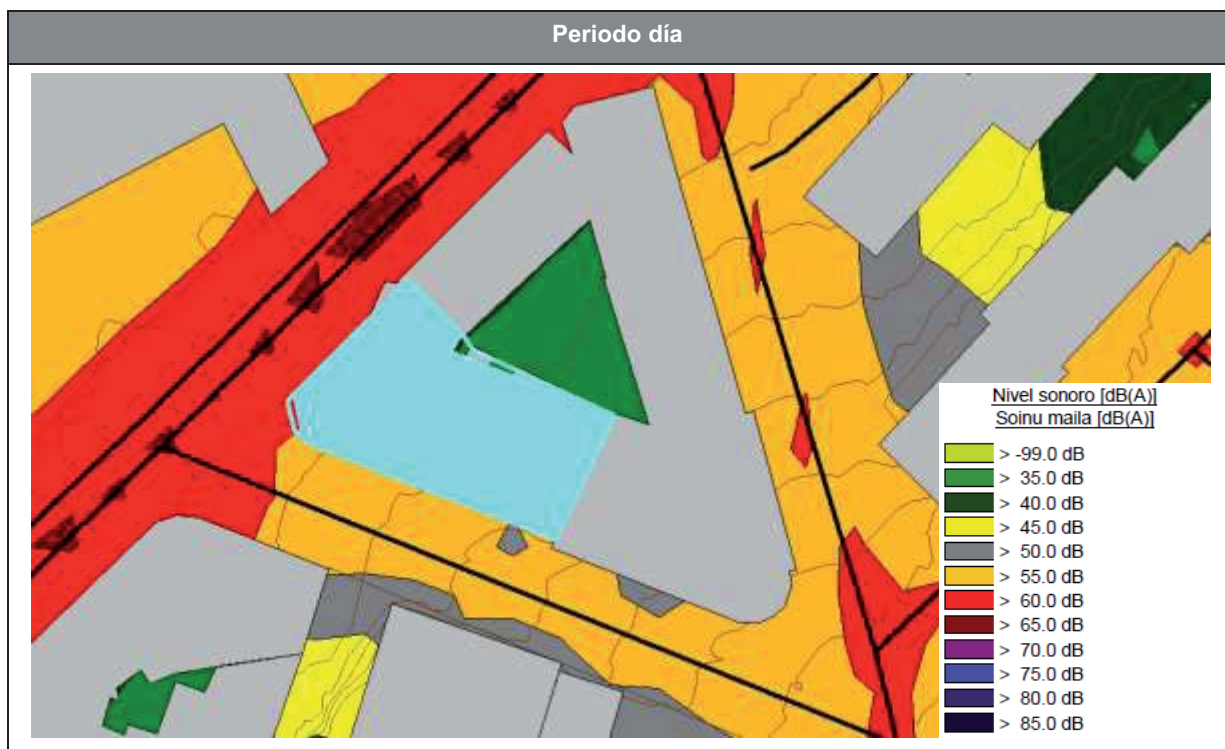 Periodo día
Nivel sonoro [dB(A)]
Soinu maila [dB(A)]
> -99.0 dB
> 35.0 dB
> 40.0 dB
> 45.0 dB
> 50.0 dB
> 55.0 dB
> 60.0 dB
> 65.0 dB
> 70.0 dB
> 75.0 dB
> 80.0 dB
> 85.0 dB